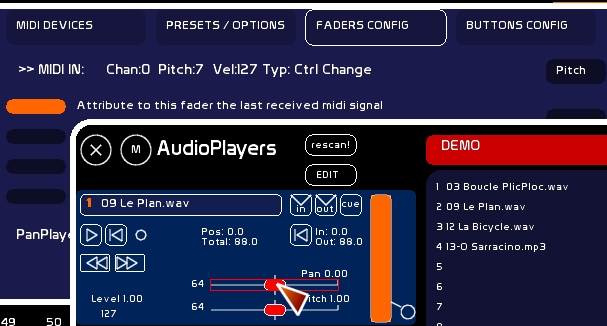 MIDI DEVICES
PRESETS / OPTIONS
FADERS CONFIG
BUTTONS CONFIG
>> MIDI IN: Chan:0 Pitch:7 Vel:127 Typ: Ctrl Change
Pitch
Attribute to this fader the last received midi signal
M
AudioPlayers
rescan!
EDIT
DEMO
1 09 Le Plan.wav
in
out
cue
1 03 Boucle PlicPloc.wav
2 09 Le Plan.wav
3 12 La Bicycle.wav
4 13-O Sarracino.mp3
5
6
7
8
PanPlaye
Pos: 0.0
Total: 88.0
In: 0.0
Out: 88.0
Pan 0.00
64
Level 1.00
127
itch 1.00
64
49 50